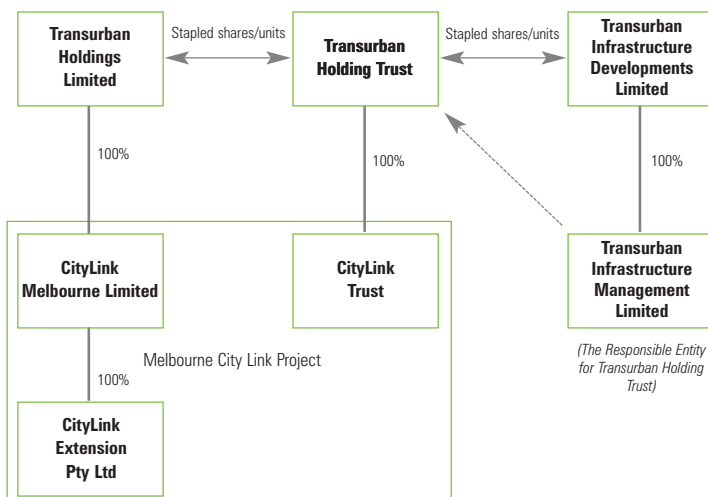 Transurban
Holdings
Limited
Stapled shares/units
Transurban
Holding Trust
Stapled shares/units
Transurban
Infrastructure
Developments
Limited
100%
100%
100%
CityLink
Melbourne Limited
CityLink
Trust
Transurban
Infrastructure
Management
Limited
(The Responsible Entity
for Transurban Holding
Trust)
Melbourne City Link Project
100%
CityLink
Extension
Pty Ltd